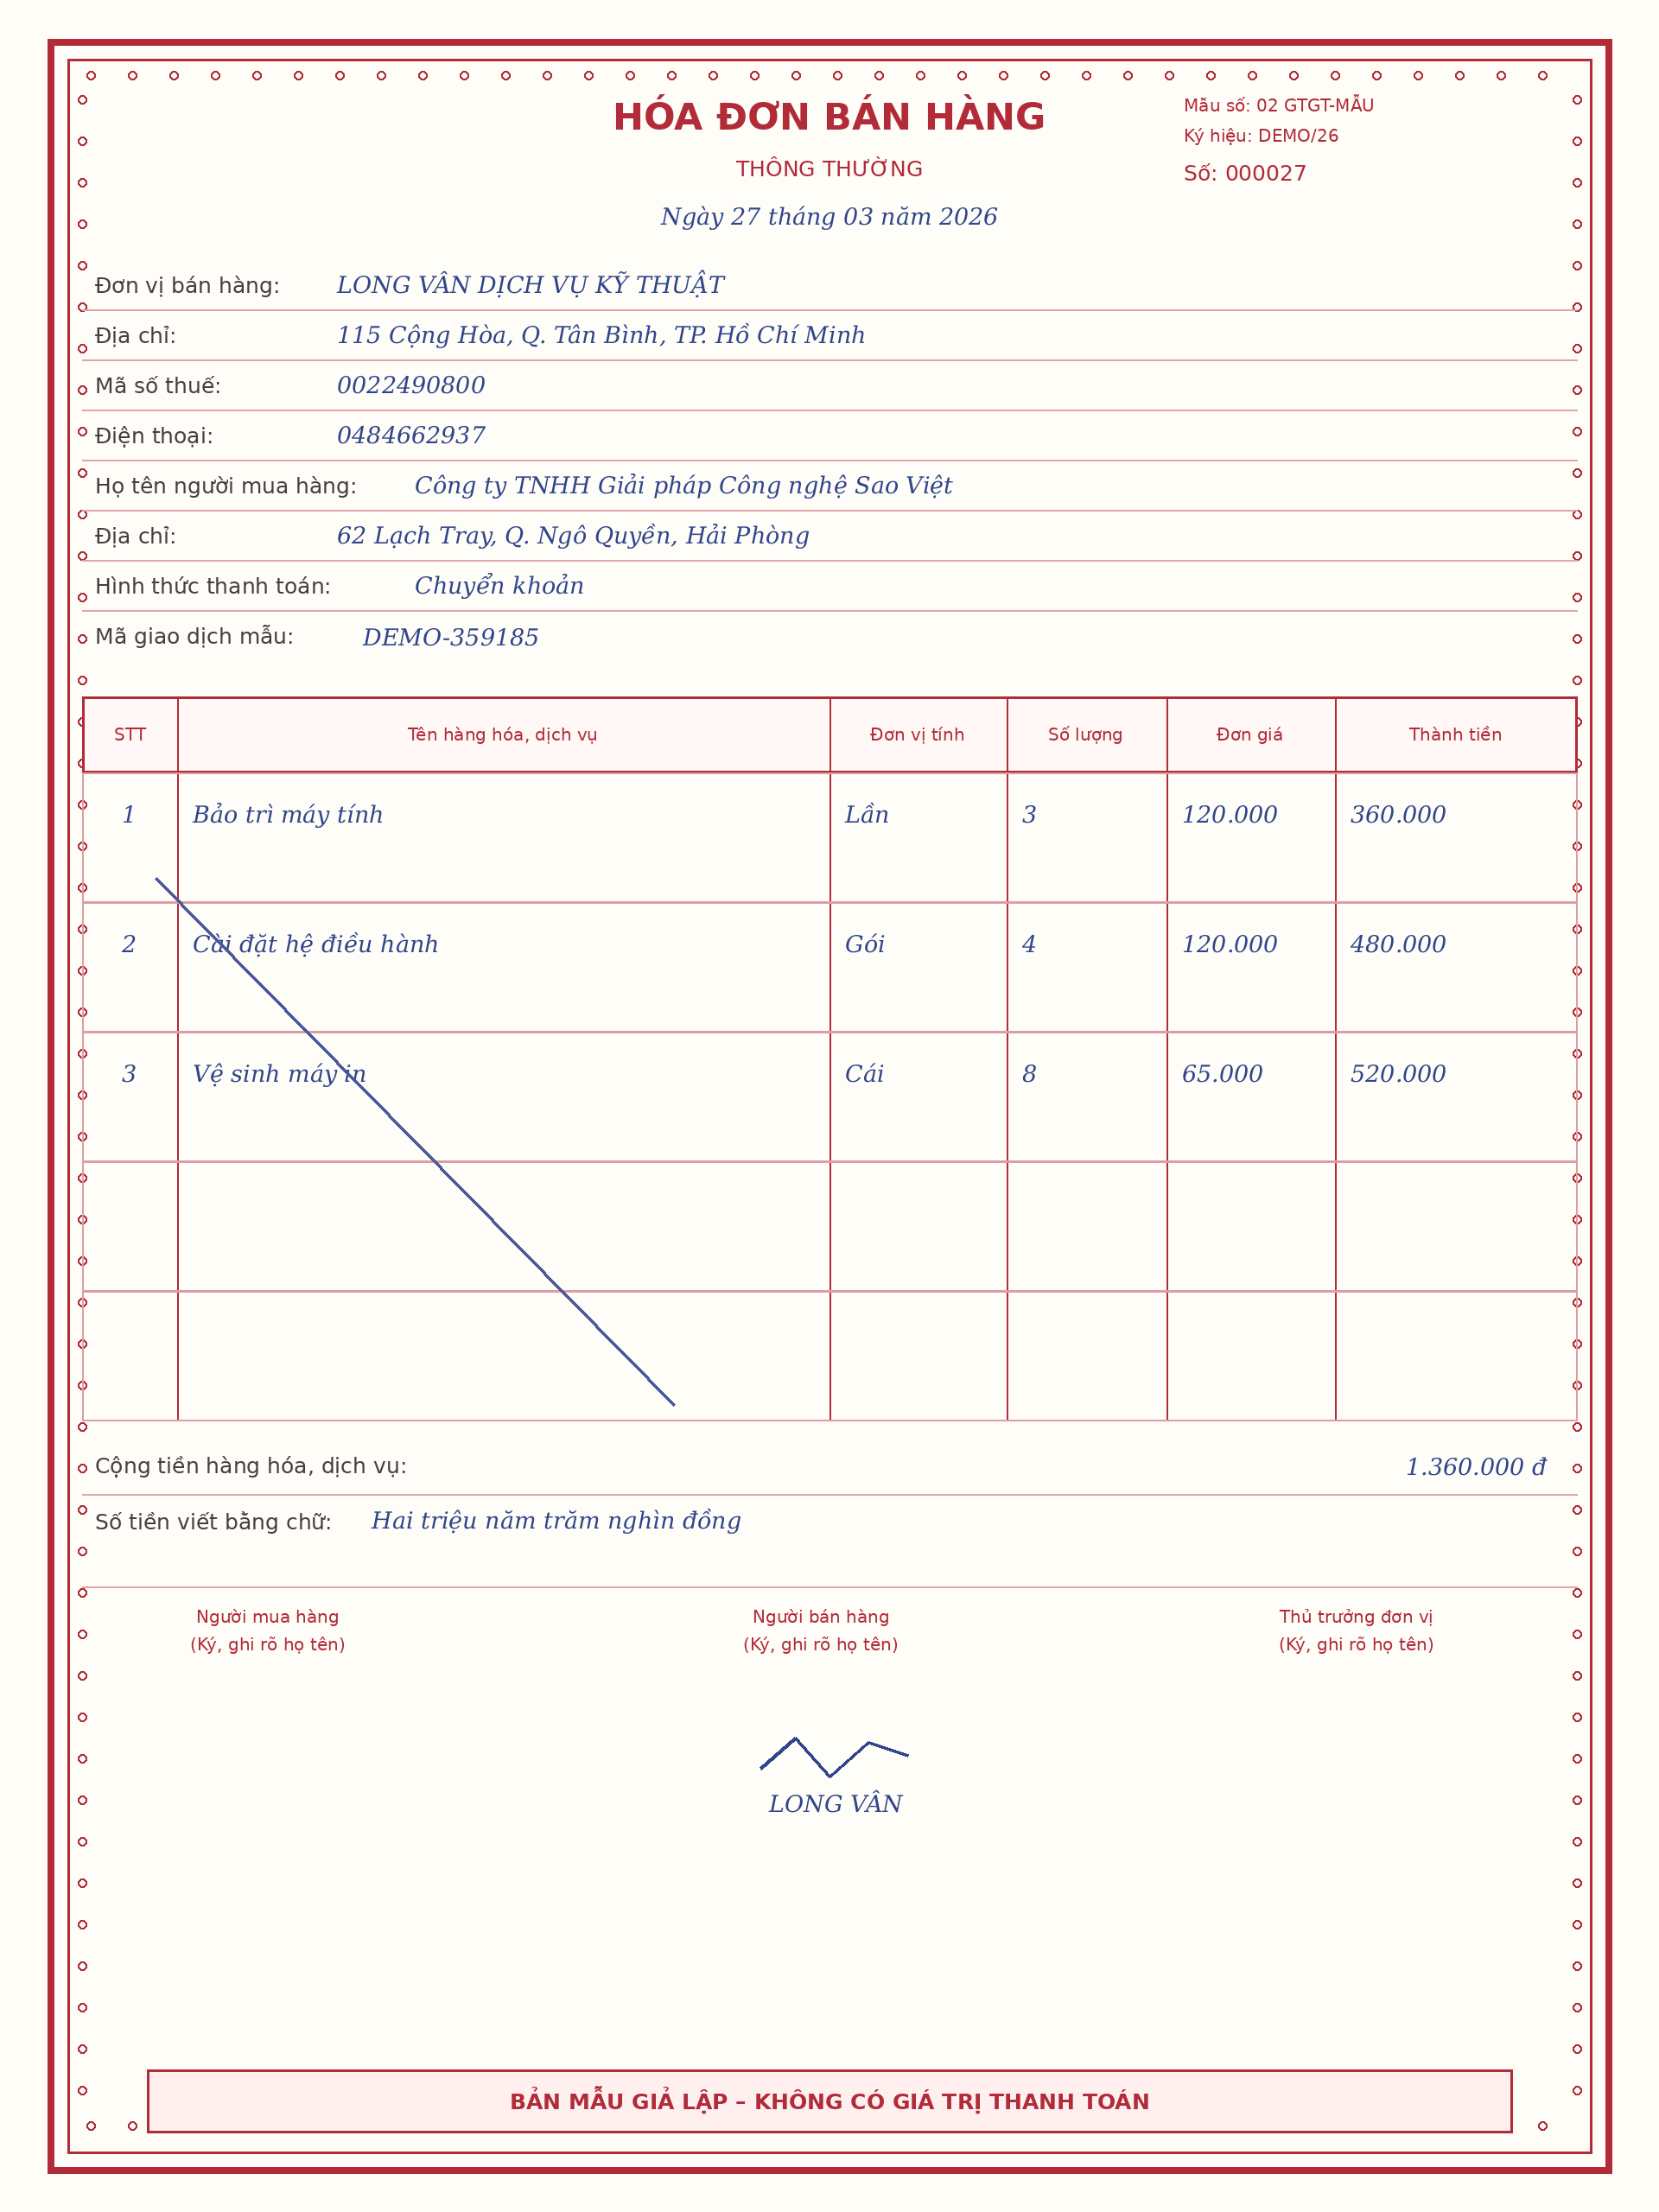 HÓA ĐƠN BÁN HÀNG
THÔNG THƯỜNG
Ngày 27 tháng 03 năm 2026
Mẫu số: 02 GTGT-MẪU
Ký hiệu: DEMO/26
Số: 000027
Đơn vị bán hàng: LONG VÂN DỊCH VỤ KỸ THUẬT
Địa chỉ: 115 Cộng Hòa, Q. Tân Bình, TP. Hồ Chí Minh
Mã số thuế: 0022490800
Điện thoại: 0484662937
Họ tên người mua hàng: Công ty TNHH Giải pháp Công nghệ Sao Việt
Địa chỉ: 62 Lạch Tray, Q. Ngô Quyền, Hải Phòng
Hình thức thanh toán: Chuyển khoản
Mã giao dịch mẫu: DEMO-359185
STT Tên hàng hóa, dịch vụ Đơn vị tính Số lượng Đơn giá Thành tiền
1 Bảo trì máy tính Lần 3 120.000 360.000
2 Cài đặt hệ điều hành Gói 4 120.000 480.000
3 Vệ sinh máy in Cái 8 65.000 520.000
Cộng tiền hàng hóa, dịch vụ: 1.360.000 đ
Số tiền viết bằng chữ: Hai triệu năm trăm nghìn đồng
Người mua hàng Người bán hàng Thủ trưởng đơn vị
(Ký, ghi rõ họ tên) (Ký, ghi rõ họ tên) (Ký, ghi rõ họ tên)
LONG VÂN
BẢN MẪU GIẢ LẬP – KHÔNG CÓ GIÁ TRỊ THANH TOÁN